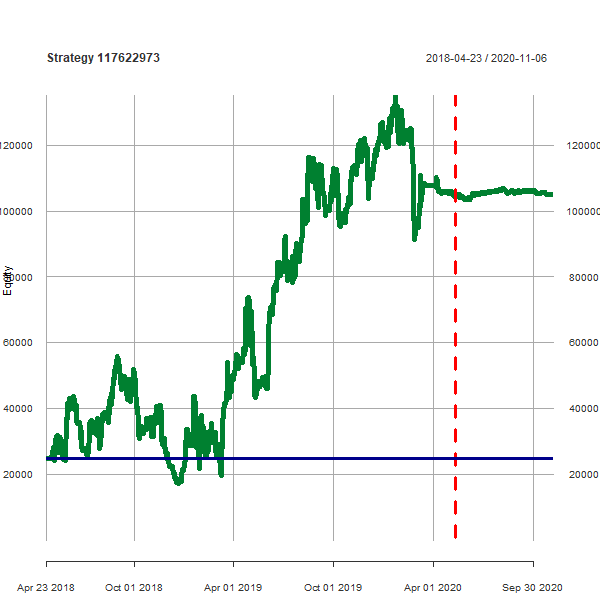 Strategy 117622973
2018-04-23 / 2020-11-06
120000
120000
100000
100000
80000
80000
Equity
60000
60000
40000
40000
20000
20000
Apr 23 2018
Oct 01 2018
Apr 01 2019
Oct 01 2019
Apr 01 2020
Sep 30 2020